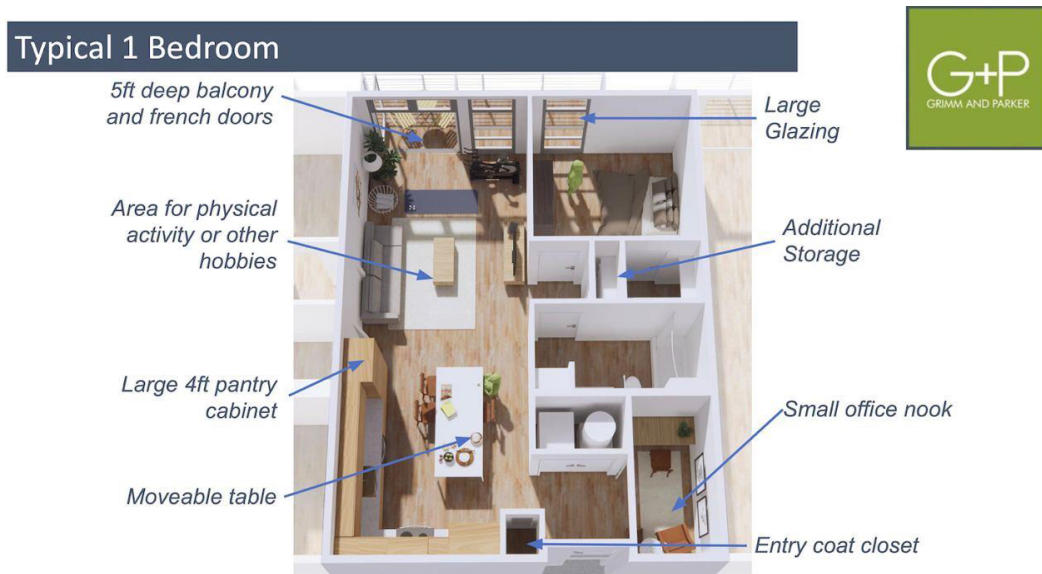 Typical 1 Bedroom
G+P
GRIMM AND PARKER
5ft deep balcony
and french doors
Large
Glazing
Area for physical
activity or other
hobbies
Additional
Storage
Large 4ft pantry
cabinet
Small office nook
Moveable table
Entry coat closet